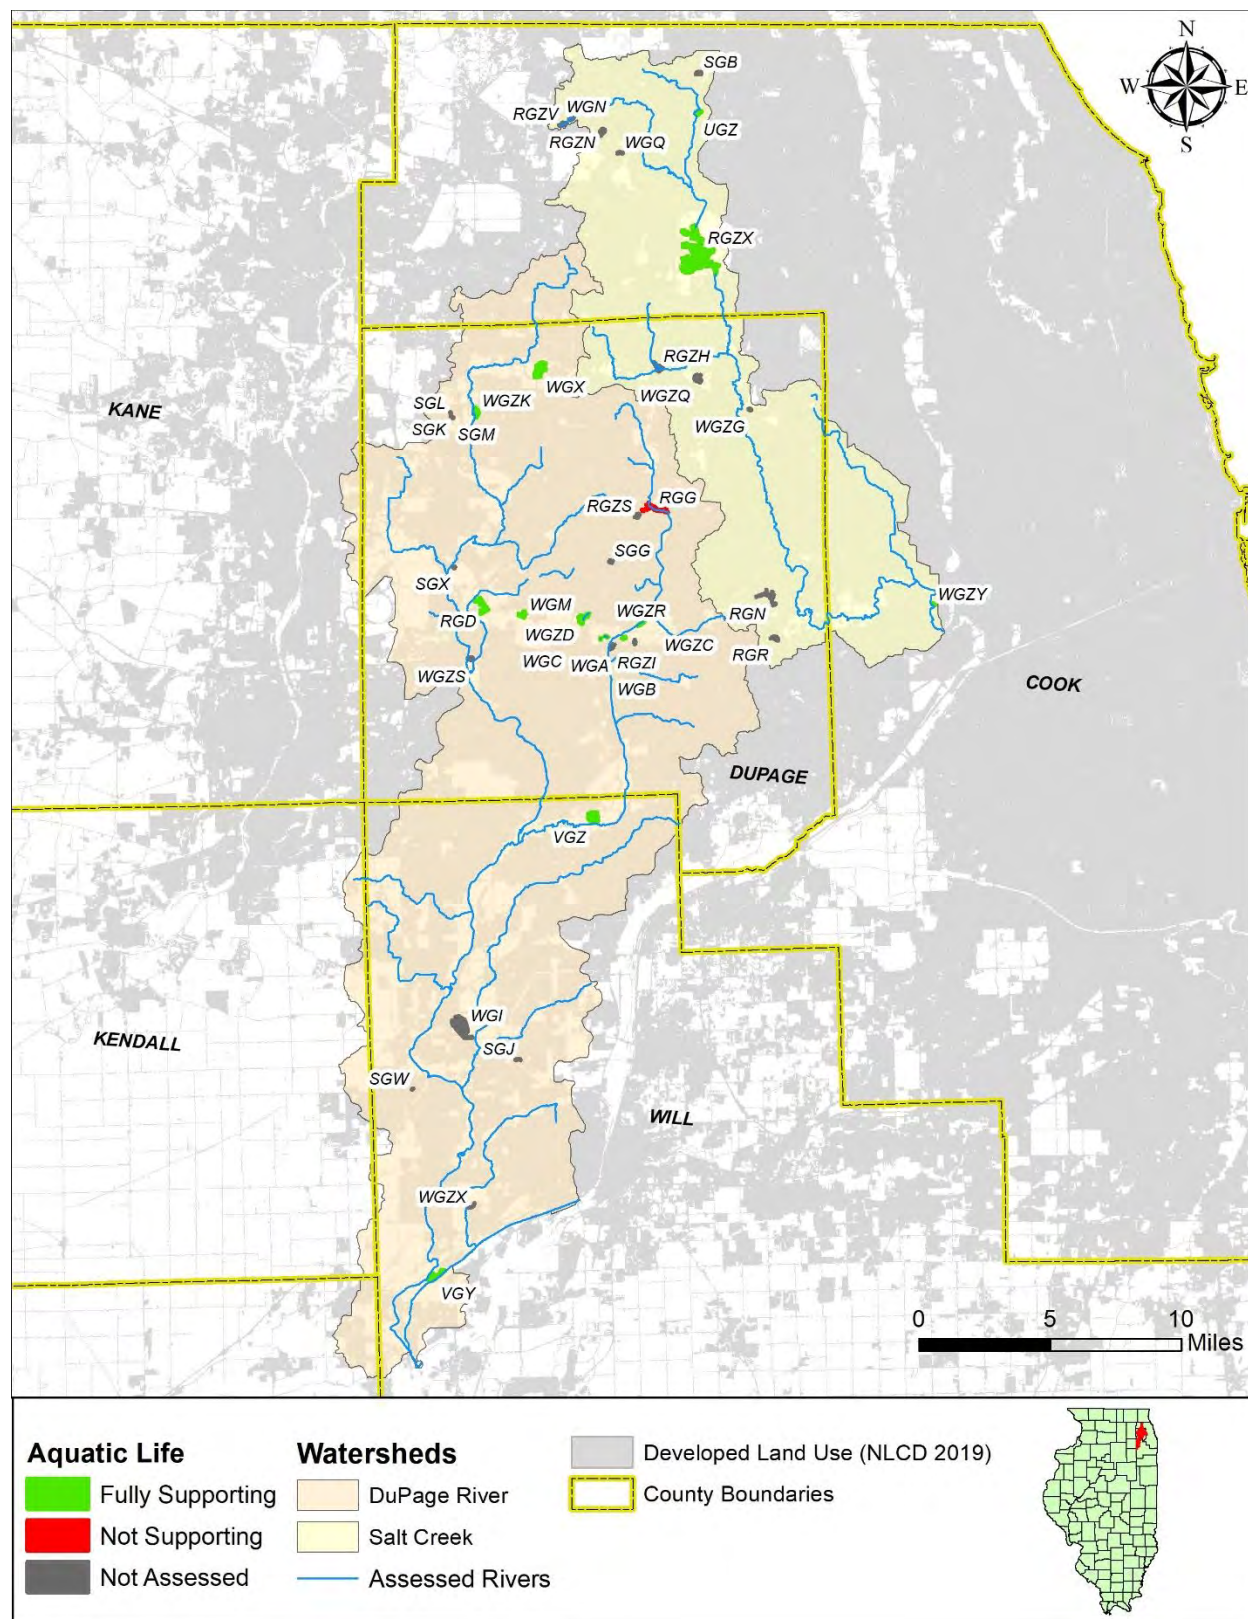 N
W E
S
SGB
RGZV WGN
UGZ
RGZN WGQ
RGZX
RGZH
WGX
WGZQ
KANE
SGL WGZK
WGZG
SGK SGM
RGZS RGG
SGG
SGX
WGM WGZR RGN WGZY
RGD
WGZD WGZC
WGC WGA RGZI RGR
WGZS
WGB
COOK
DUPAGE
VGZ
WGI
KENDALL
SGJ
SGW
WILL
WGZX
VGY
0 5 10
Miles
Aquatic Life
Fully Supporting
Not Supporting
Not Assessed
Watersheds
DuPage River
Salt Creek
Assessed Rivers
Developed Land Use (NLCD 2019)
County Boundaries